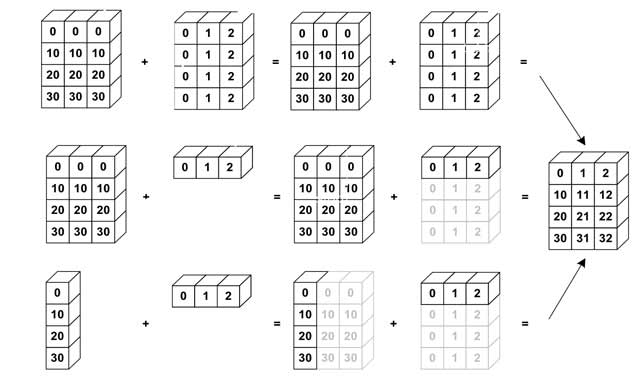 0 0 0 0 1 2 0 0 0 0 1 2
10 10 10 0 1 2 10 10 10 0 1 2
+ = + =
20 20 20 0 1 2 20 20 20 0 1 2
30 30 30 0 1 2 30 30 30 0 1 2
0 0 0 0 1 2 0 0 0 0 1 2 0 1 2
10 10 10 10 10 10 0 1 2 10 11 12
+ = + =
20 20 20 20 20 20 0 1 2 20 21 22
30 30 30 30 30 30 0 1 2 30 31 32
0 0 1 2 0 0 0 0 1 2
10 10 10 10 0 1 2
+ = + =
20 20 20 20 0 1 2
30 30 30 30 0 1 2